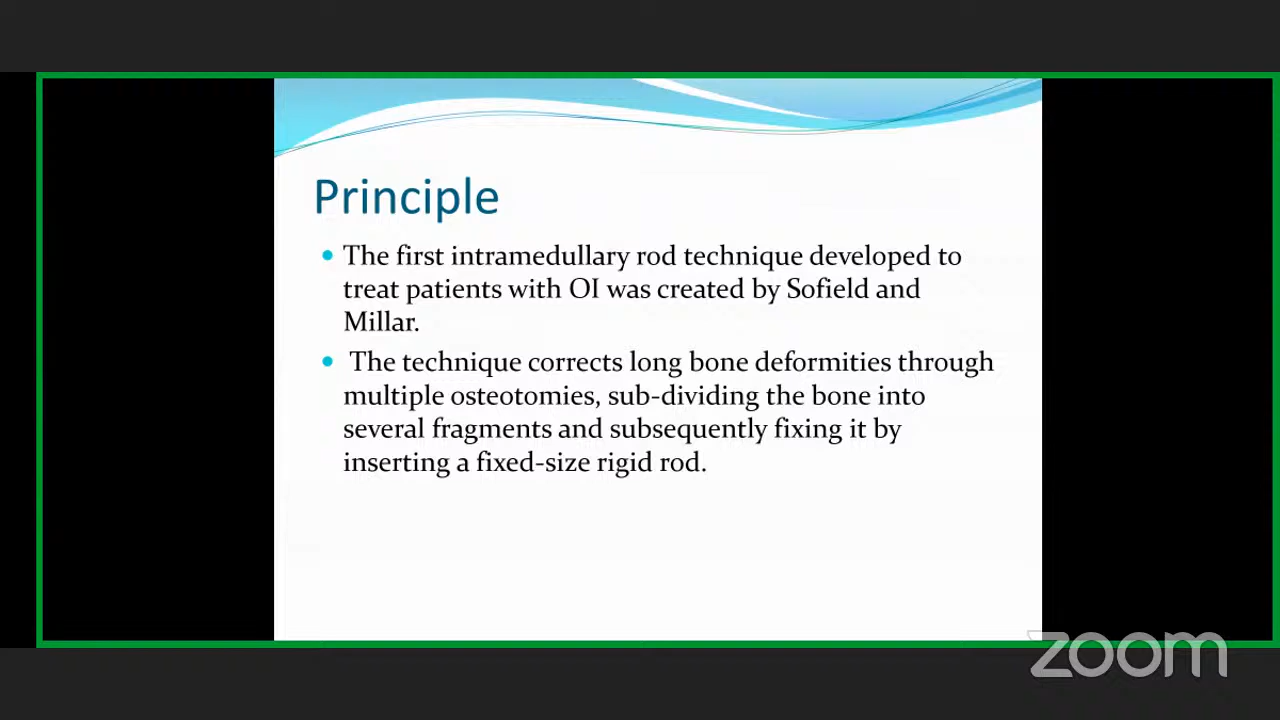 Principle
• The first intramedullary rod technique developed to
treat patients with OI was created by Sofield and
Millar.
• The technique corrects long bone deformities through
multiple osteotomies, sub-dividing the bone into
several fragments and subsequently fixing it by
inserting a fixed-size rigid rod.
zoom